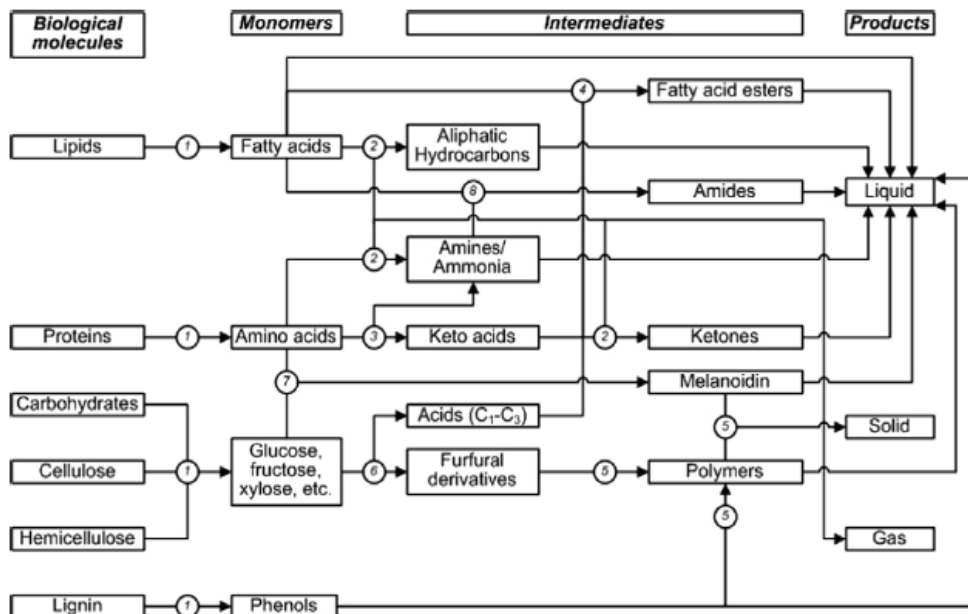 Biological
molecules
Monomers
Intermediates
Products
4
Fatty acid esters
Lipids
1
Fatty acids
2
Aliphatic
Hydrocarbons
8
Amides
Liquid
2
Amines/
Ammonia
Proteins
1
Amino acids
3
Keto acids
2
Ketones
7
Melanoidin
Carbohydrates
Acids (C₁-C₃)
5
Solid
Cellulose
1
Glucose,
fructose,
xylose, etc.
6
Furfural
derivatives
5
Polymers
5
Hemicellulose
Gas
Lignin
1
Phenols